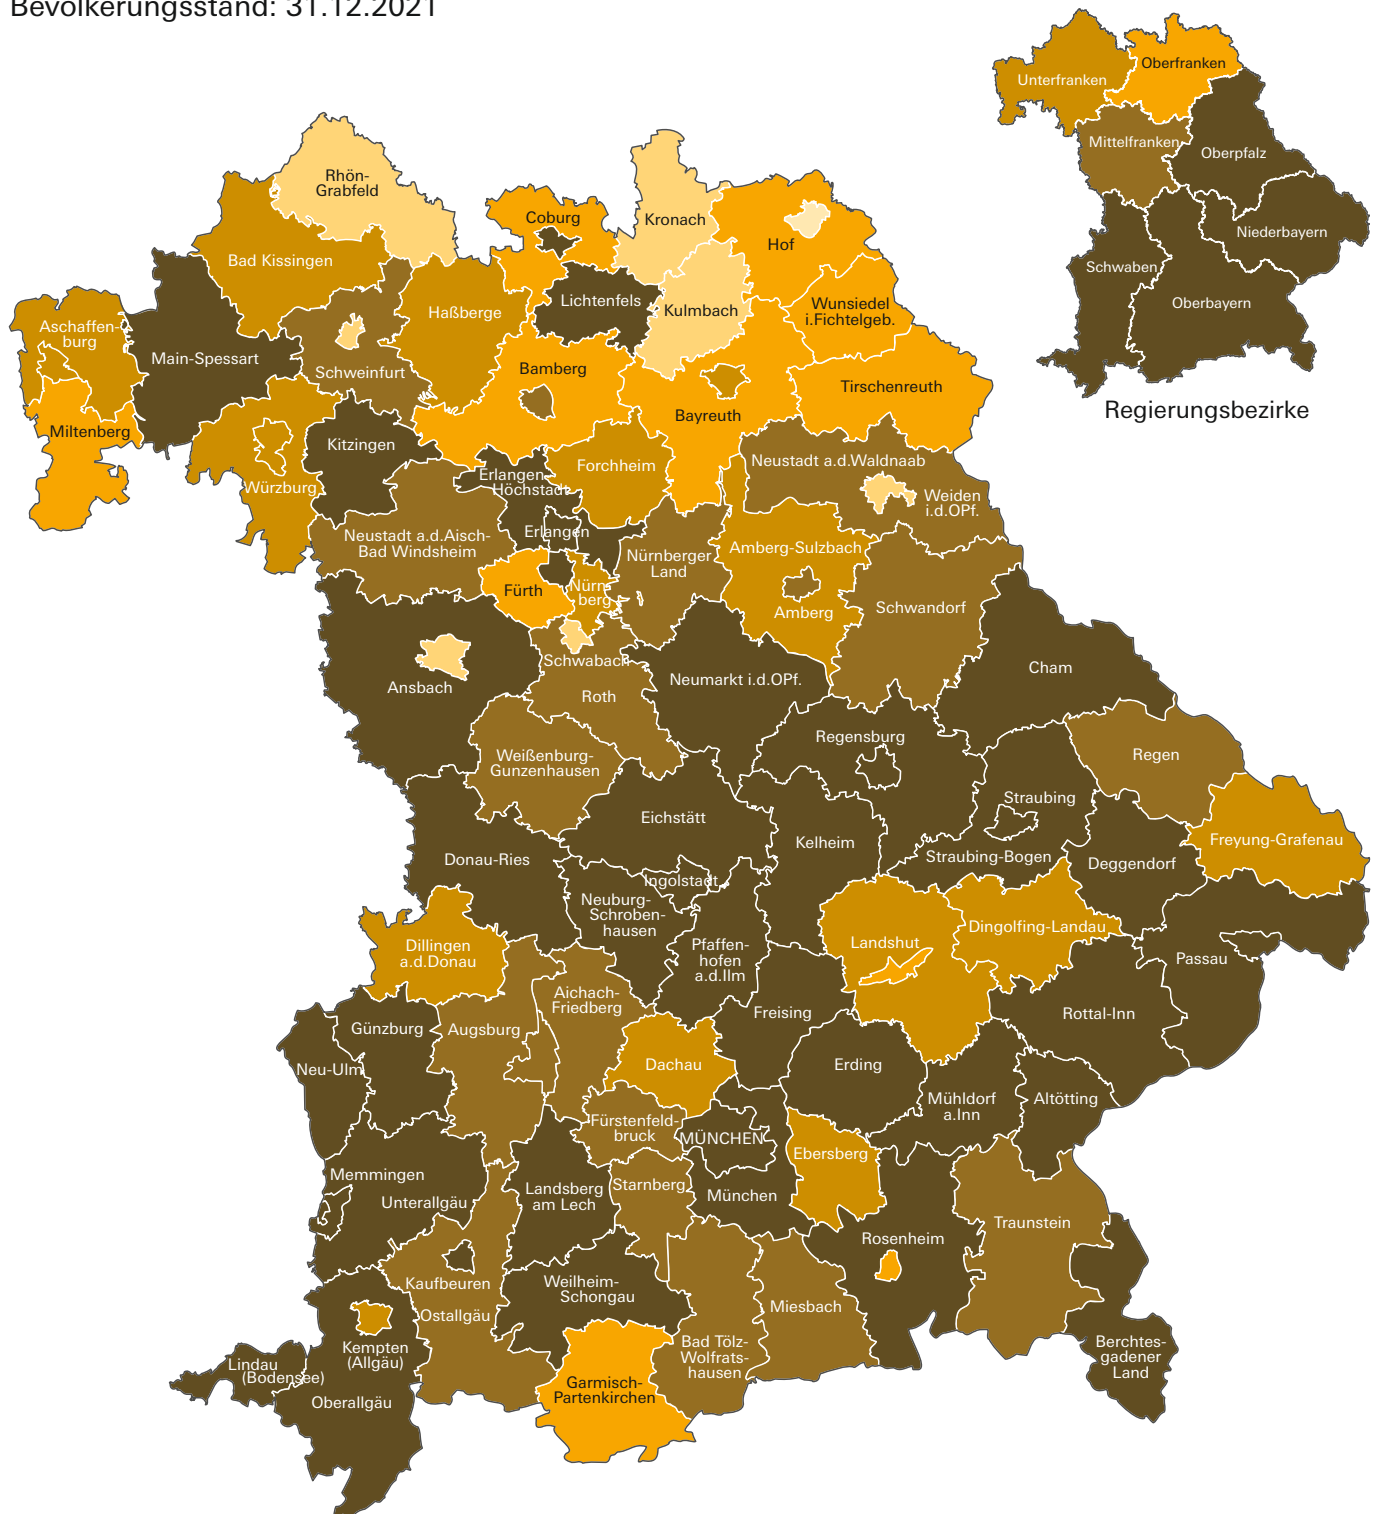 Bevölkerungsstand: 31.12.2021
Oberfranken
Unterfranken
Mittelfranken
Oberpfalz
Niederbayern
Schwaben
Oberbayern
Regierungsbezirke
Rhön-
Grabfeld
Coburg
Kronach
Hof
Bad Kissingen
Lichtenfels
Haßberge
Kulmbach
Wunsiedel
i.Fichtelgeb.
Aschaffen-
burg
Main-Spessart
Schweinfurt
Bamberg
Tirschenreuth
Bayreuth
Miltenberg
Kitzingen
Würzburg
Erlangen-
Höchstadt
Forchheim
Neustadt a.d.Waldnaab
Weiden
i.d.OPf.
Neustadt a.d.Aisch-
Bad Windsheim
Erlangen
Nürnberger
Land
Amberg-Sulzbach
Fürth
Nürn-
berg
Amberg
Schwandorf
Schwabach
Ansbach
Roth
Neumarkt i.d.OPf.
Cham
Regensburg
Weißenburg-
Gunzenhausen
Regen
Straubing
Eichstätt
Kelheim
Freyung-Grafenau
Donau-Ries
Straubing-Bogen
Deggendorf
Ingolstadt
Neuburg-
Schroben-
hausen
Dillingen
a.d.Donau
Pfaffen-
hofen
a.d.Ilm
Landshut
Dingolfing-Landau
Passau
Aichach-
Friedberg
Freising
Rottal-Inn
Günzburg
Augsburg
Neu-Ulm
Dachau
Erding
Mühldorf
a.Inn
Altötting
Fürstenfeld-
bruck
MÜNCHEN
Ebersberg
Memmingen
Unterallgäu
Landsberg
am Lech
Starnberg
München
Traunstein
Rosenheim
Kaufbeuren
Ostallgäu
Weilheim-
Schongau
Miesbach
Kempten
(Allgäu)
Bad Tölz-
Wolfrats-
hausen
Berchtes-
gadener
Land
Lindau
(Bodensee)
Oberallgäu
Garmisch-
Partenkirchen